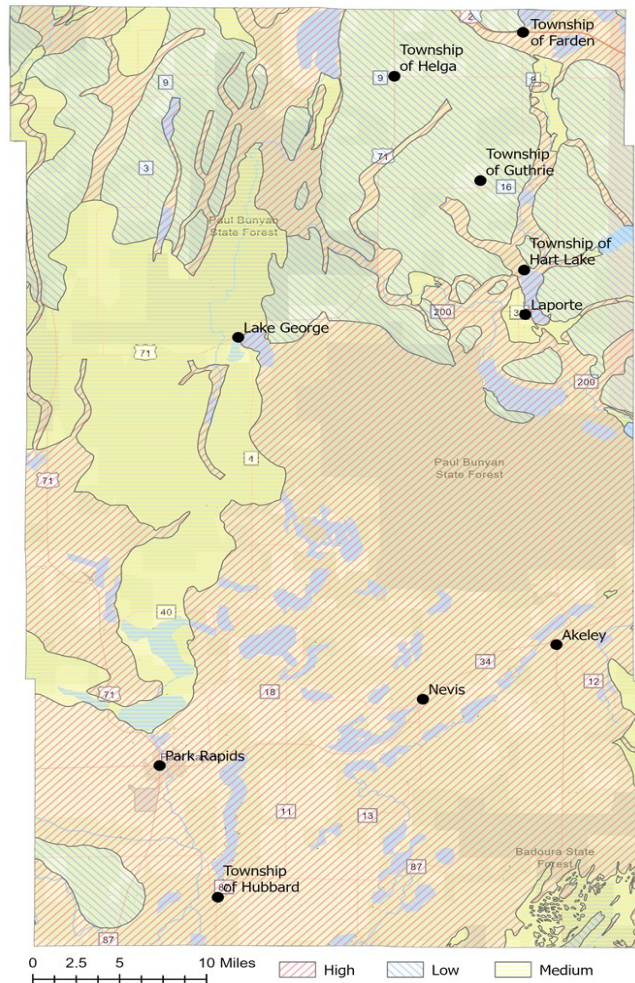 2
Township
of Farden
Township
of Helga
9
9
9
71
3
Township
of Guthrie
16
Paul Bunyan
State Forest
Township of
Hart Lake
200
Laporte
3
Lake George
71
200
4
Paul Bunyan
State Forest
71
40
Akeley
34
12
71
18
Nevis
Park Rapids
11
13
Badoura State
Forest
87
Township
of Hubbard
87
87
0 2.5 5 10 Miles
High Low Medium